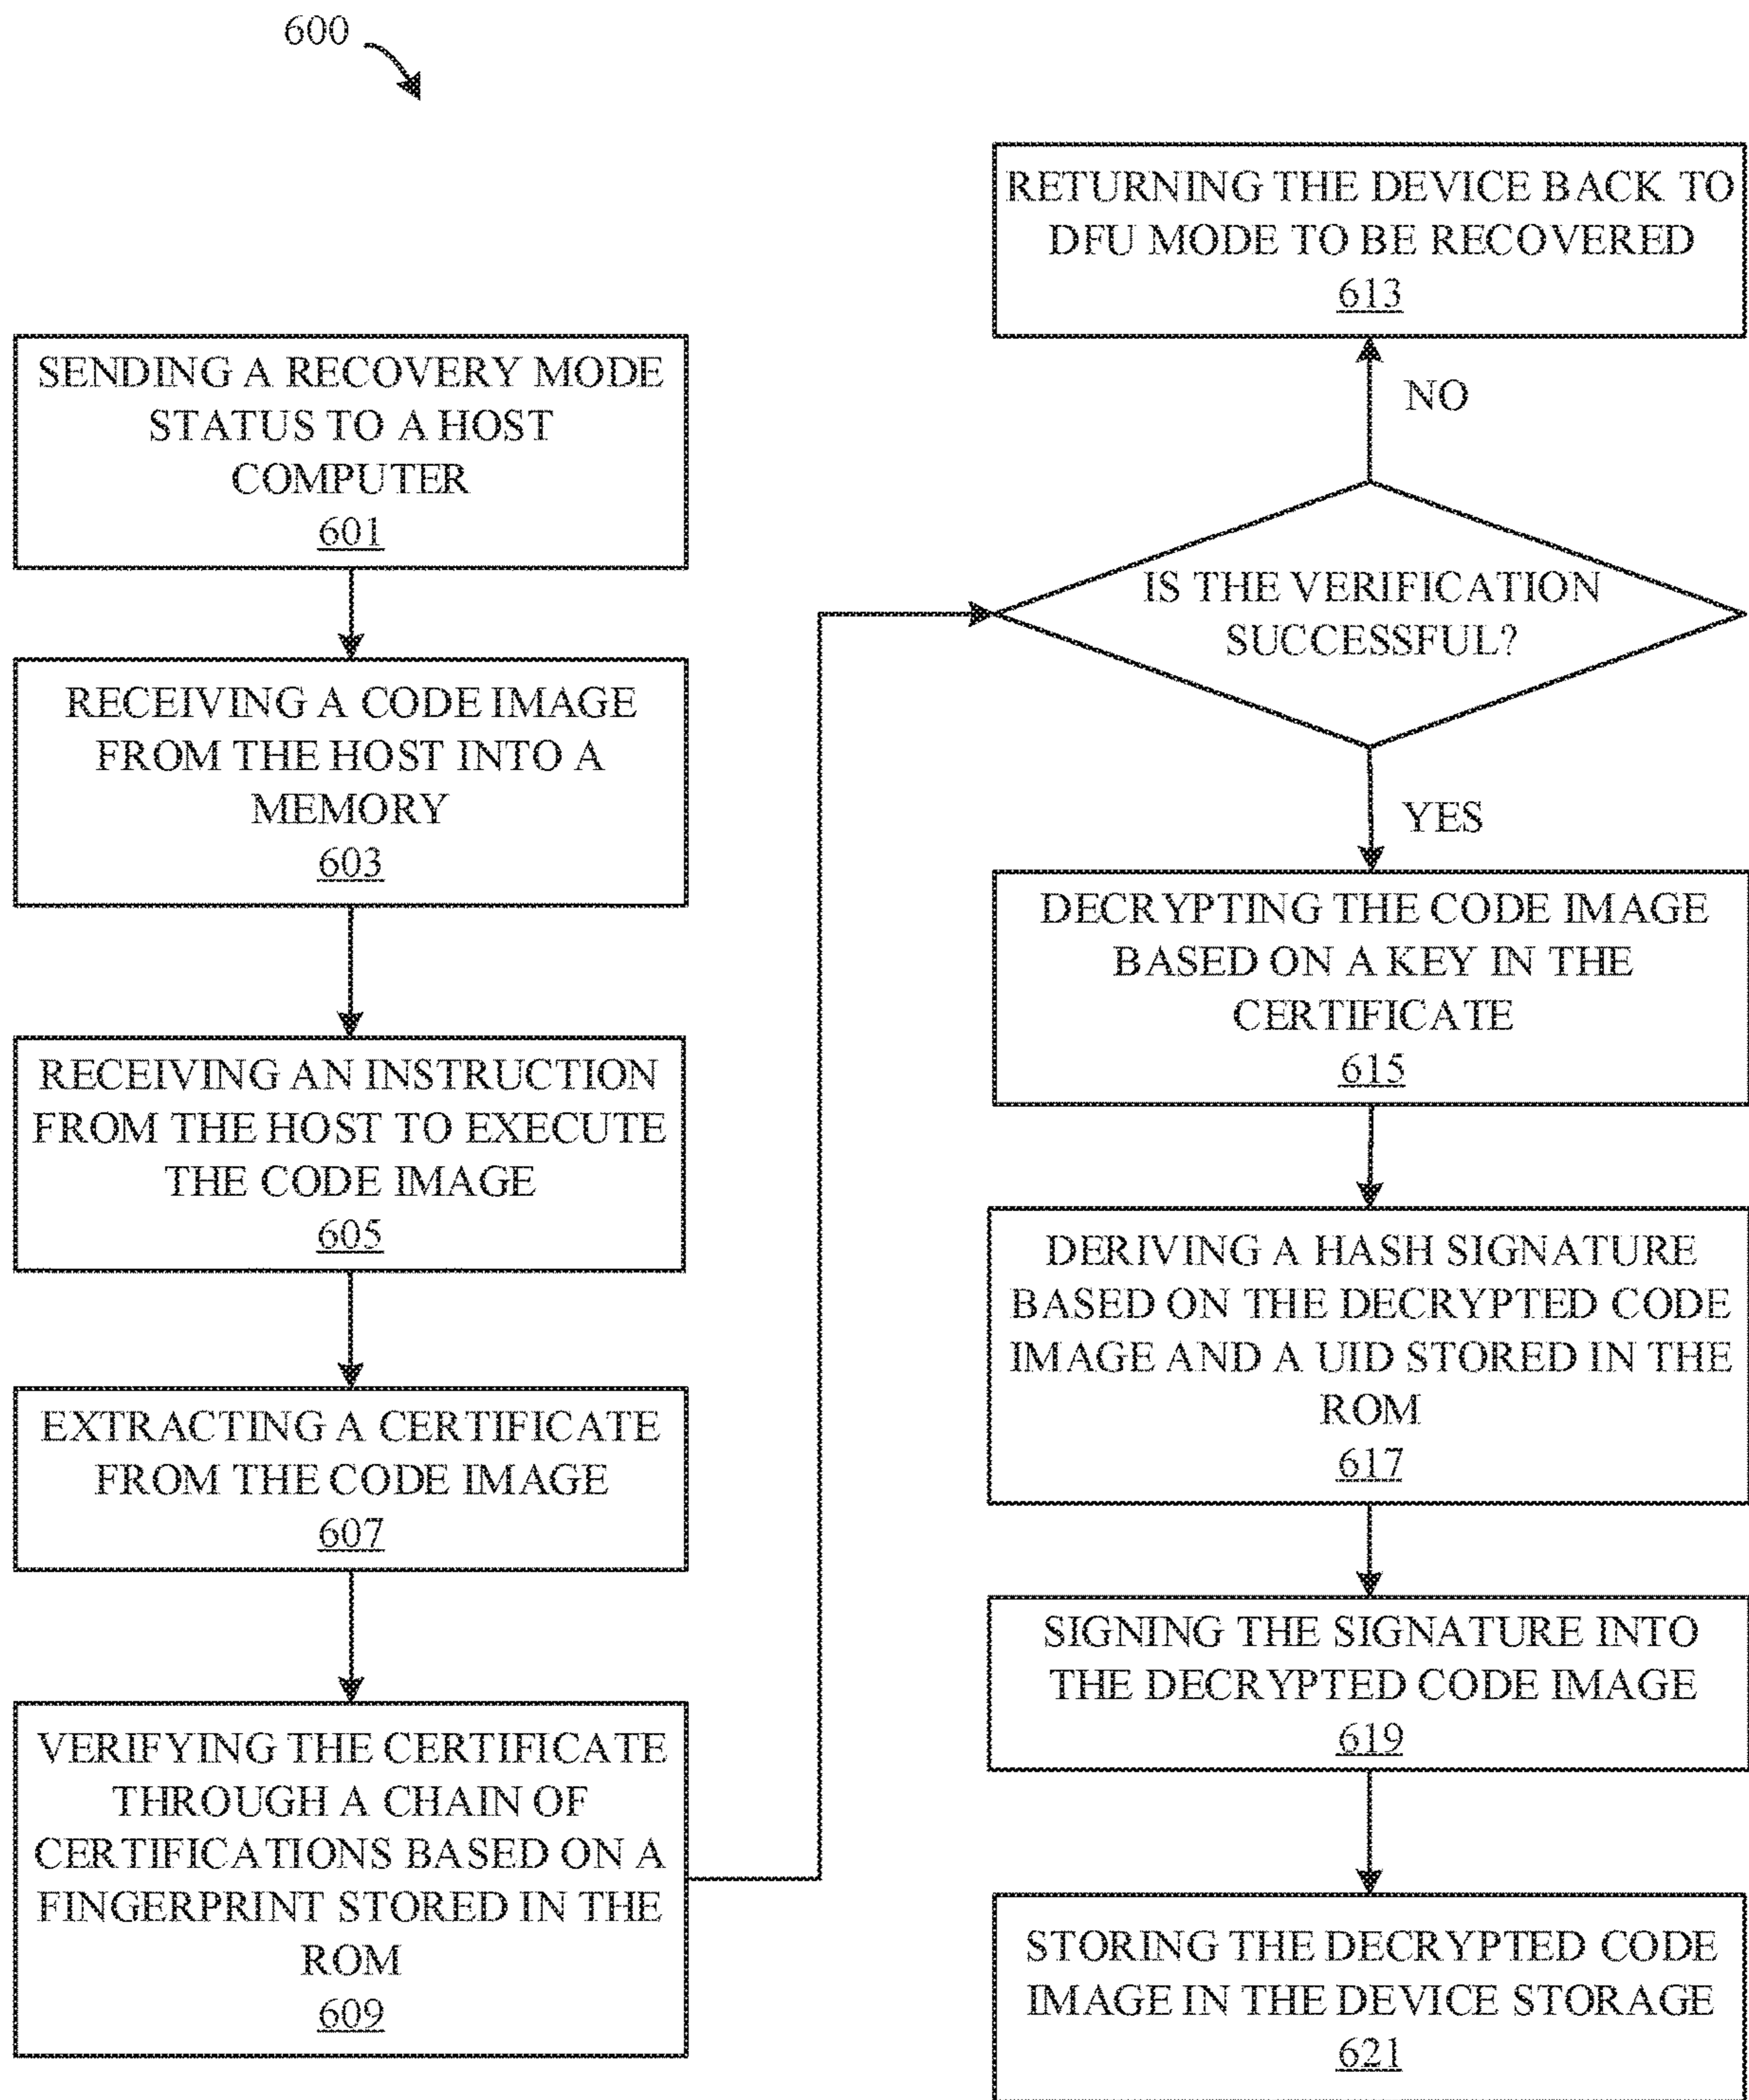 600
SENDING A RECOVERY MODE
STATUS TO A HOST
COMPUTER
601
RECEIVING A CODE IMAGE
FROM THE HOST INTO A
MEMORY
603
RECEIVING AN INSTRUCTION
FROM THE HOST TO EXECUTE
THE CODE IMAGE
605
EXTRACTING A CERTIFICATE
FROM THE CODE IMAGE
607
VERIFYING THE CERTIFICATE
THROUGH A CHAIN OF
CERTIFICATIONS BASED ON A
FINGERPRINT STORED IN THE
ROM
609
RETURNING THE DEVICE BACK TO
DFU MODE TO BE RECOVERED
613
NO
IS THE VERIFICATION
SUCCESSFUL?
YES
DECRYPTING THE CODE IMAGE
BASED ON A KEY IN THE
CERTIFICATE
615
DERIVING A HASH SIGNATURE
BASED ON THE DECRYPTED CODE
IMAGE AND A UID STORED IN THE
ROM
617
SIGNING THE SIGNATURE INTO
THE DECRYPTED CODE IMAGE
619
STORING THE DECRYPTED CODE
IMAGE IN THE DEVICE STORAGE
621